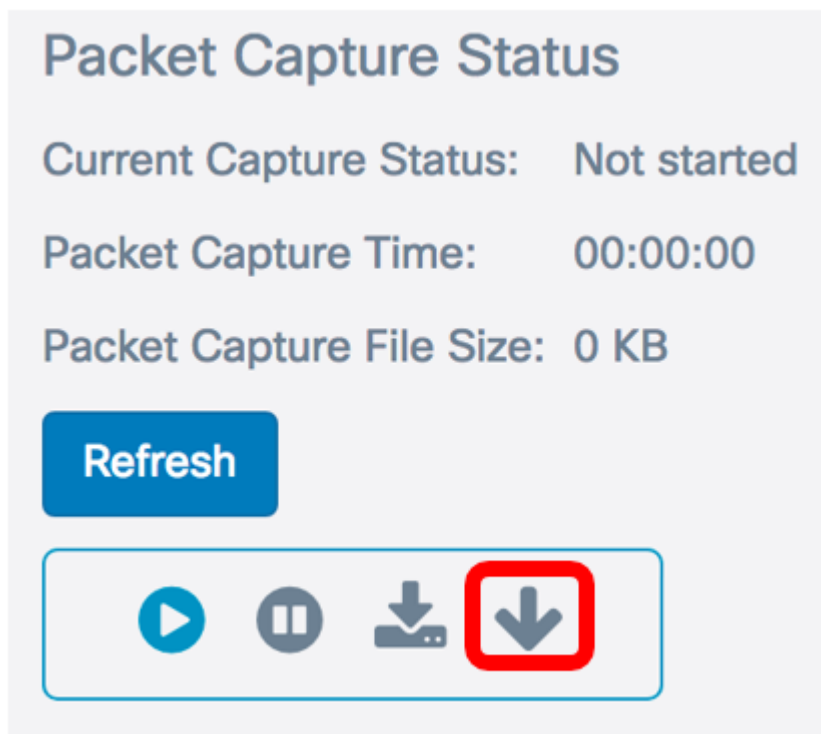 Packet Capture Status
Current Capture Status: Not started
Packet Capture Time: 00:00:00
Packet Capture File Size: 0 KB
Refresh